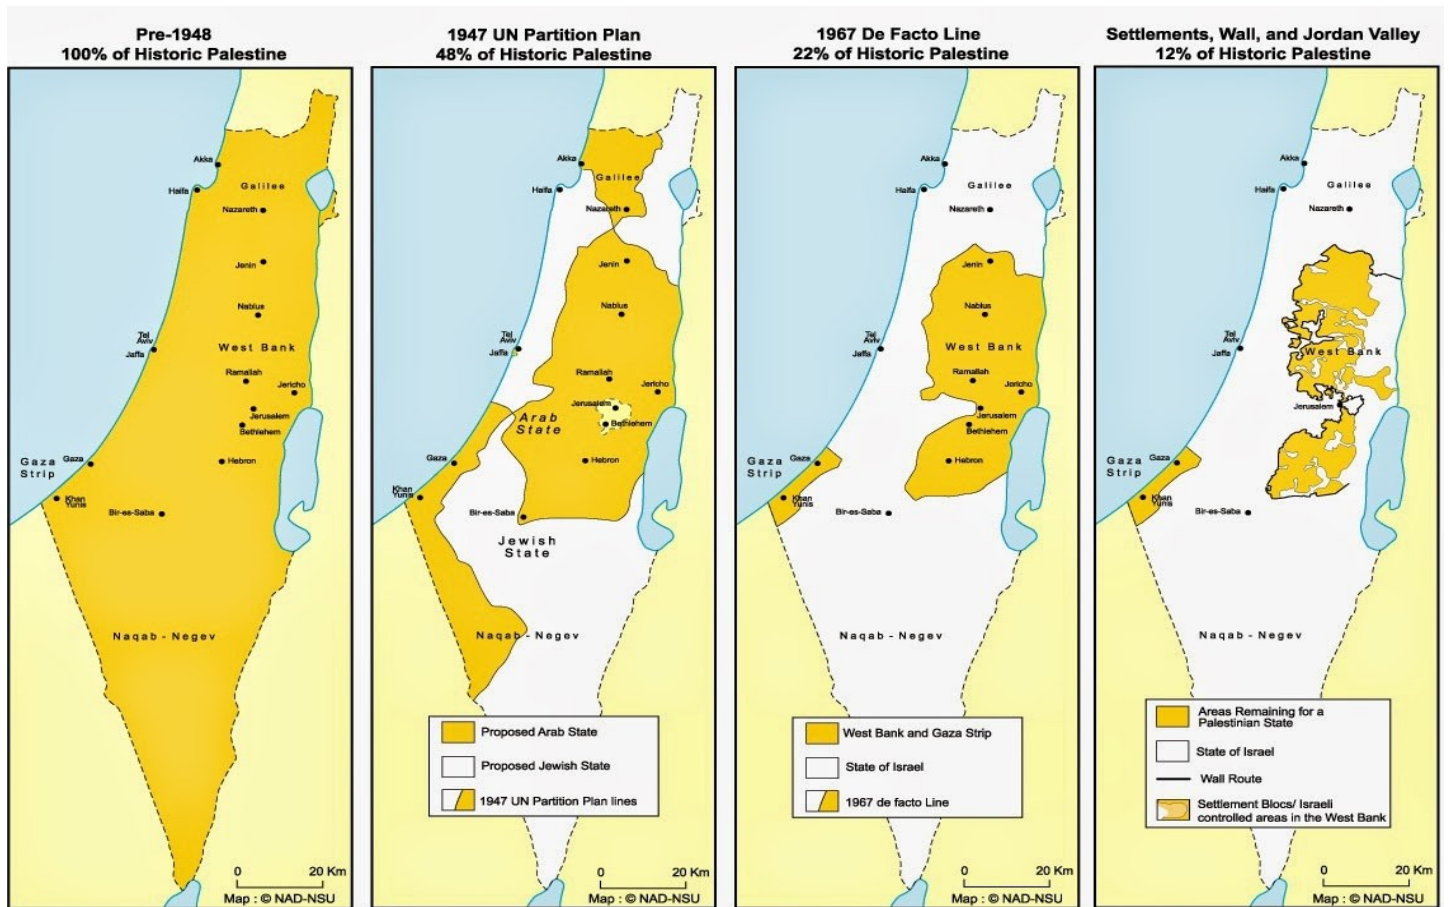 Pre-1948
100% of Historic Palestine
Akka
Haifa
Galilee
Nazareth
Jenin
Nablus
Tel
Aviv
Jaffa
West Bank
Ramallah
Jericho
Jerusalem
Bethlehem
Gaza
Strip
Gaza
Hebron
Khan
Yunis
Bir-es-Saba
Naqab - Negev
0 20 Km
Map : © NAD-NSU
1947 UN Partition Plan
48% of Historic Palestine
Akka
Haifa
Galilee
Nazareth
Jenin
Nablus
Tel
Aviv
Jaffa
Ramallah
Jericho
Jerusalem
Arab
State
Bethlehem
Gaza
Hebron
Khan
Yunis
Bir-es-Saba
Jewish
State
Naqab - Negev
Proposed Arab State
Proposed Jewish State
1947 UN Partition Plan lines
0 20 Km
Map : © NAD-NSU
1967 De Facto Line
22% of Historic Palestine
Akka
Haifa
Galilee
Nazareth
Jenin
Nablus
Tel
Aviv
Jaffa
West Bank
Ramallah
Jericho
Jerusalem
Bethlehem
Gaza
Strip
Gaza
Hebron
Khan
Yunis
Bir-es-Saba
Naqab - Negev
West Bank and Gaza Strip
State of Israel
1967 de facto Line
0 20 Km
Map : © NAD-NSU
Settlements, Wall, and Jordan Valley
12% of Historic Palestine
Akka
Haifa
Galilee
Nazareth
Tel
Aviv
Jaffa
West Bank
Jerusalem
Gaza
Strip
Gaza
Khan
Yunis
Bir-es-Saba
Naqab - Negev
Areas Remaining for a
Palestinian State
State of Israel
Wall Route
Settlement Blocs/ Israeli
controlled areas in the West Bank
0 20 Km
Map : © NAD-NSU